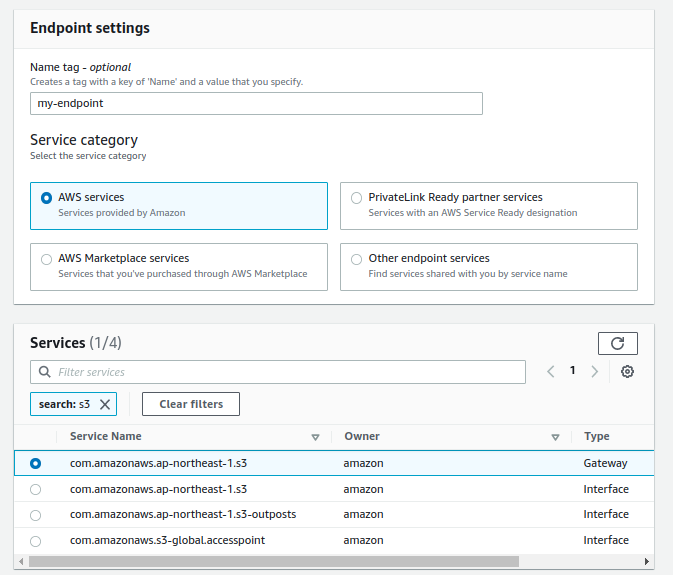 Endpoint settings
Name tag - optional
Creates a tag with a key of 'Name' and a value that you specify.
my-endpoint
Service category
Select the service category
AWS services
Services provided by Amazon
PrivateLink Ready partner services
Services with an AWS Service Ready designation
AWS Marketplace services
Services that you've purchased through AWS Marketplace
Other endpoint services
Find services shared with you by service name
Services (1/4)
Filter services
1
search: s3
Clear filters
Service Name Owner Type
com.amazonaws.ap-northeast-1.s3 amazon Gateway
com.amazonaws.ap-northeast-1.s3 amazon Interface
com.amazonaws.ap-northeast-1.s3-outposts amazon Interface
com.amazonaws.s3-global.accesspoint amazon Interface